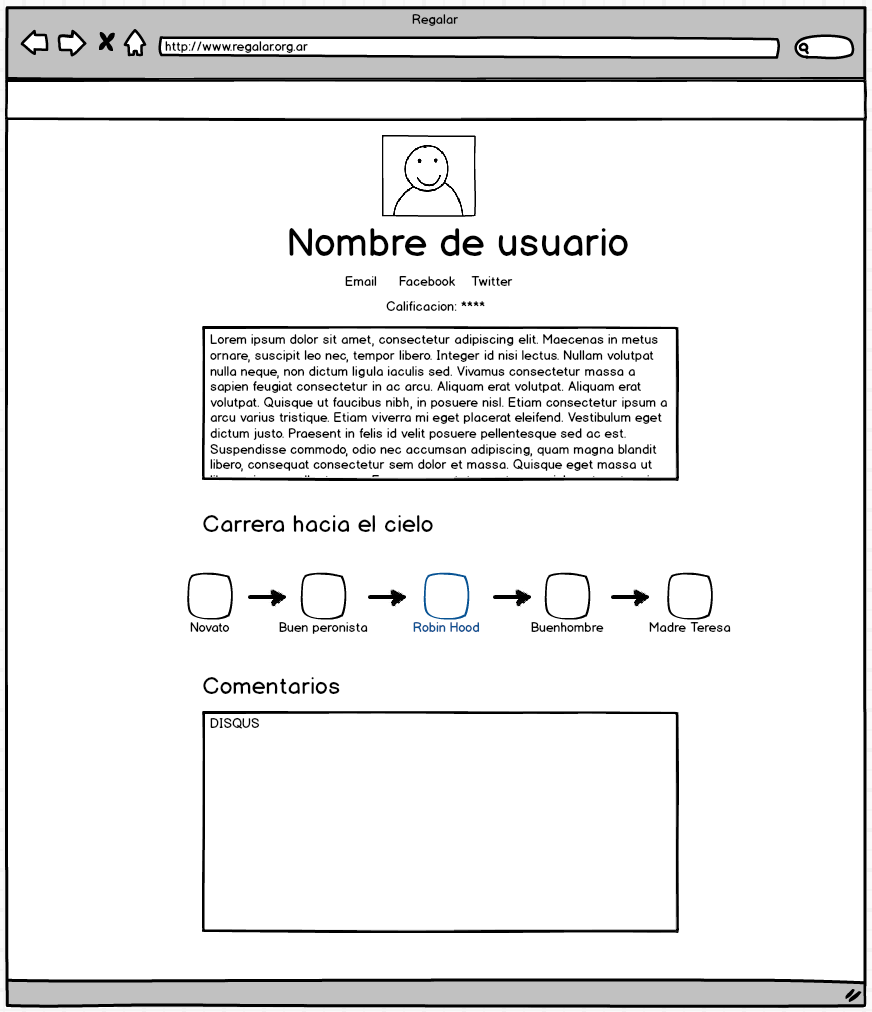 Regalar
http://www.regalar.org.ar
Nombre de usuario
Email Facebook Twitter
Calificacion: ****
Lorem ipsum dolor sit amet, consectetur adipiscing elit. Maecenas in metus
ornare, suscipit leo nec, tempor libero. Integer id nisi lectus. Nullam volutpat
nulla neque, non dictum ligula iaculis sed. Vivamus consectetur massa a
sapien feugiat consectetur in ac arcu. Aliquam erat volutpat. Aliquam erat
volutpat. Quisque ut faucibus nibh, in posuere nisl. Etiam consectetur ipsum a
arcu varius tristique. Etiam viverra mi eget placerat eleifend. Vestibulum eget
dictum justo. Praesent in felis id velit posuere pellentesque sed ac est.
Suspendisse commodo, odio nec accumsan adipiscing, quam magna blandit
libero, consequat consectetur sem dolor et massa. Quisque eget massa ut
Carrera hacia el cielo
Novato Buen peronista Robin Hood Buenhombre Madre Teresa
Comentarios
DISQUS